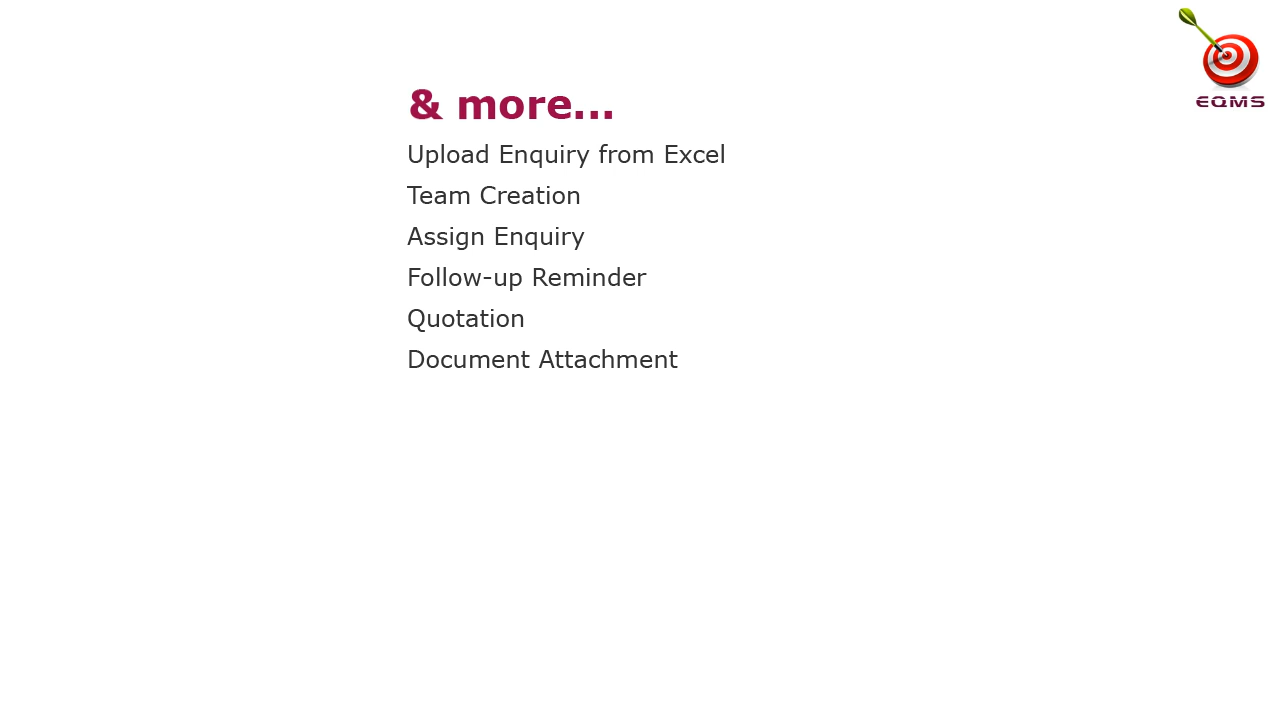 EQMS
& more...
Upload Enquiry from Excel
Team Creation
Assign Enquiry
Follow-up Reminder
Quotation
Document Attachment